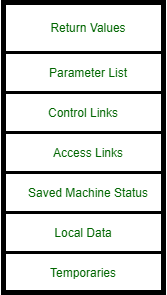 Return Values
Parameter List
Control Links
Access Links
Saved Machine Status
Local Data
Temporaries